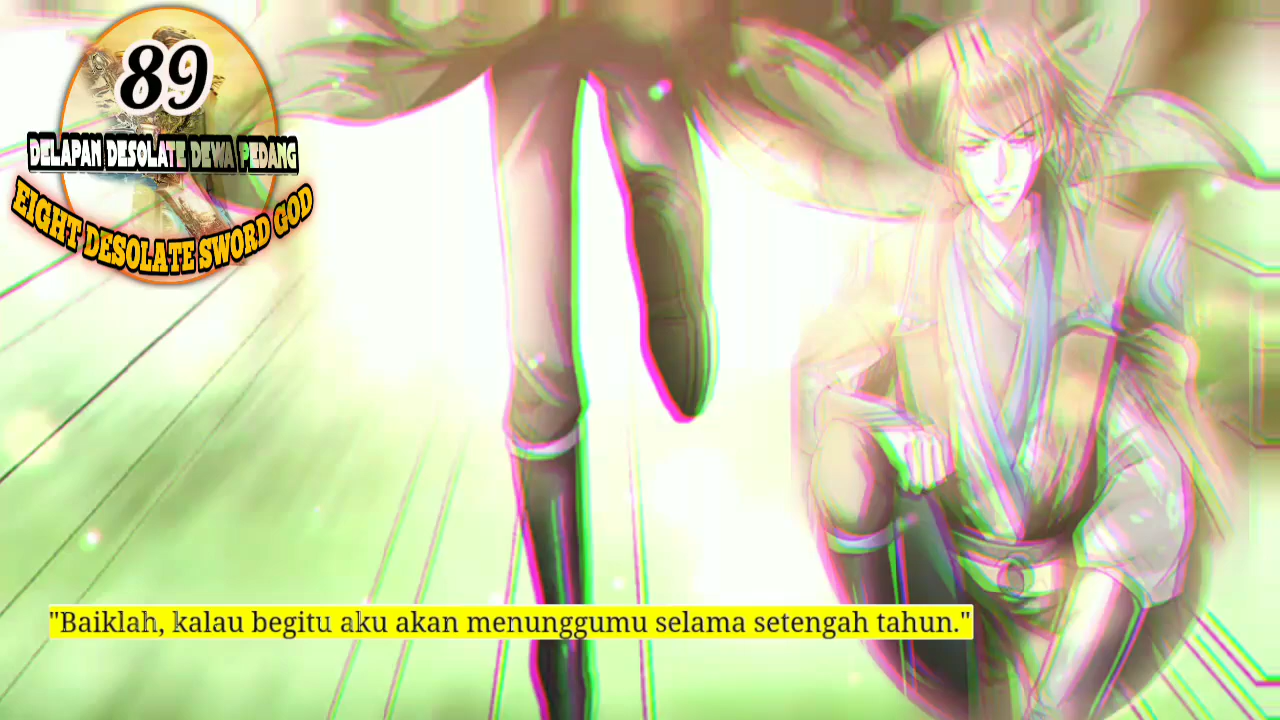 89
DELAPAN DESOLATE DEWA PEDANG
EIGHT DESOLATE SWORD GOD
"Baiklah, kalau begitu aku akan menunggumu selama setengah tahun."